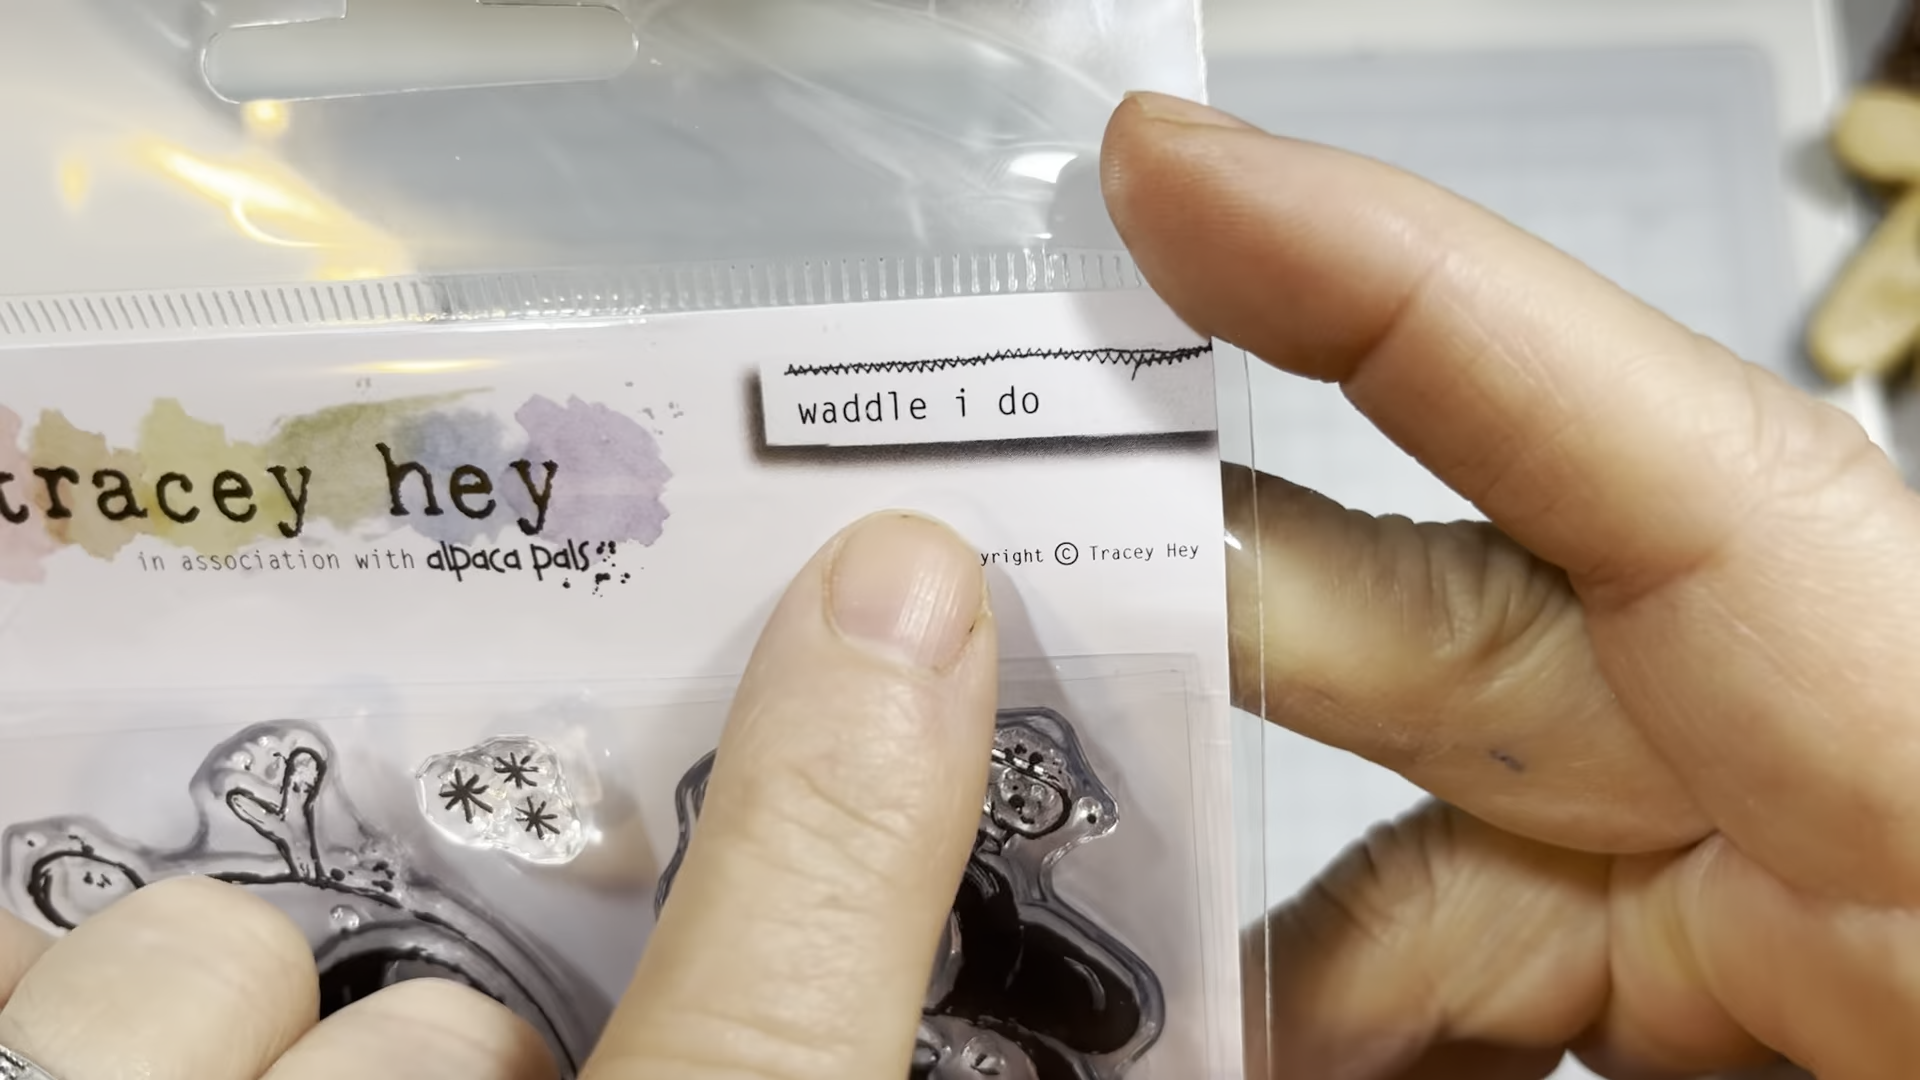 waddle i do
tracey hey
in association with alpaca pals
yright © Tracey Hey